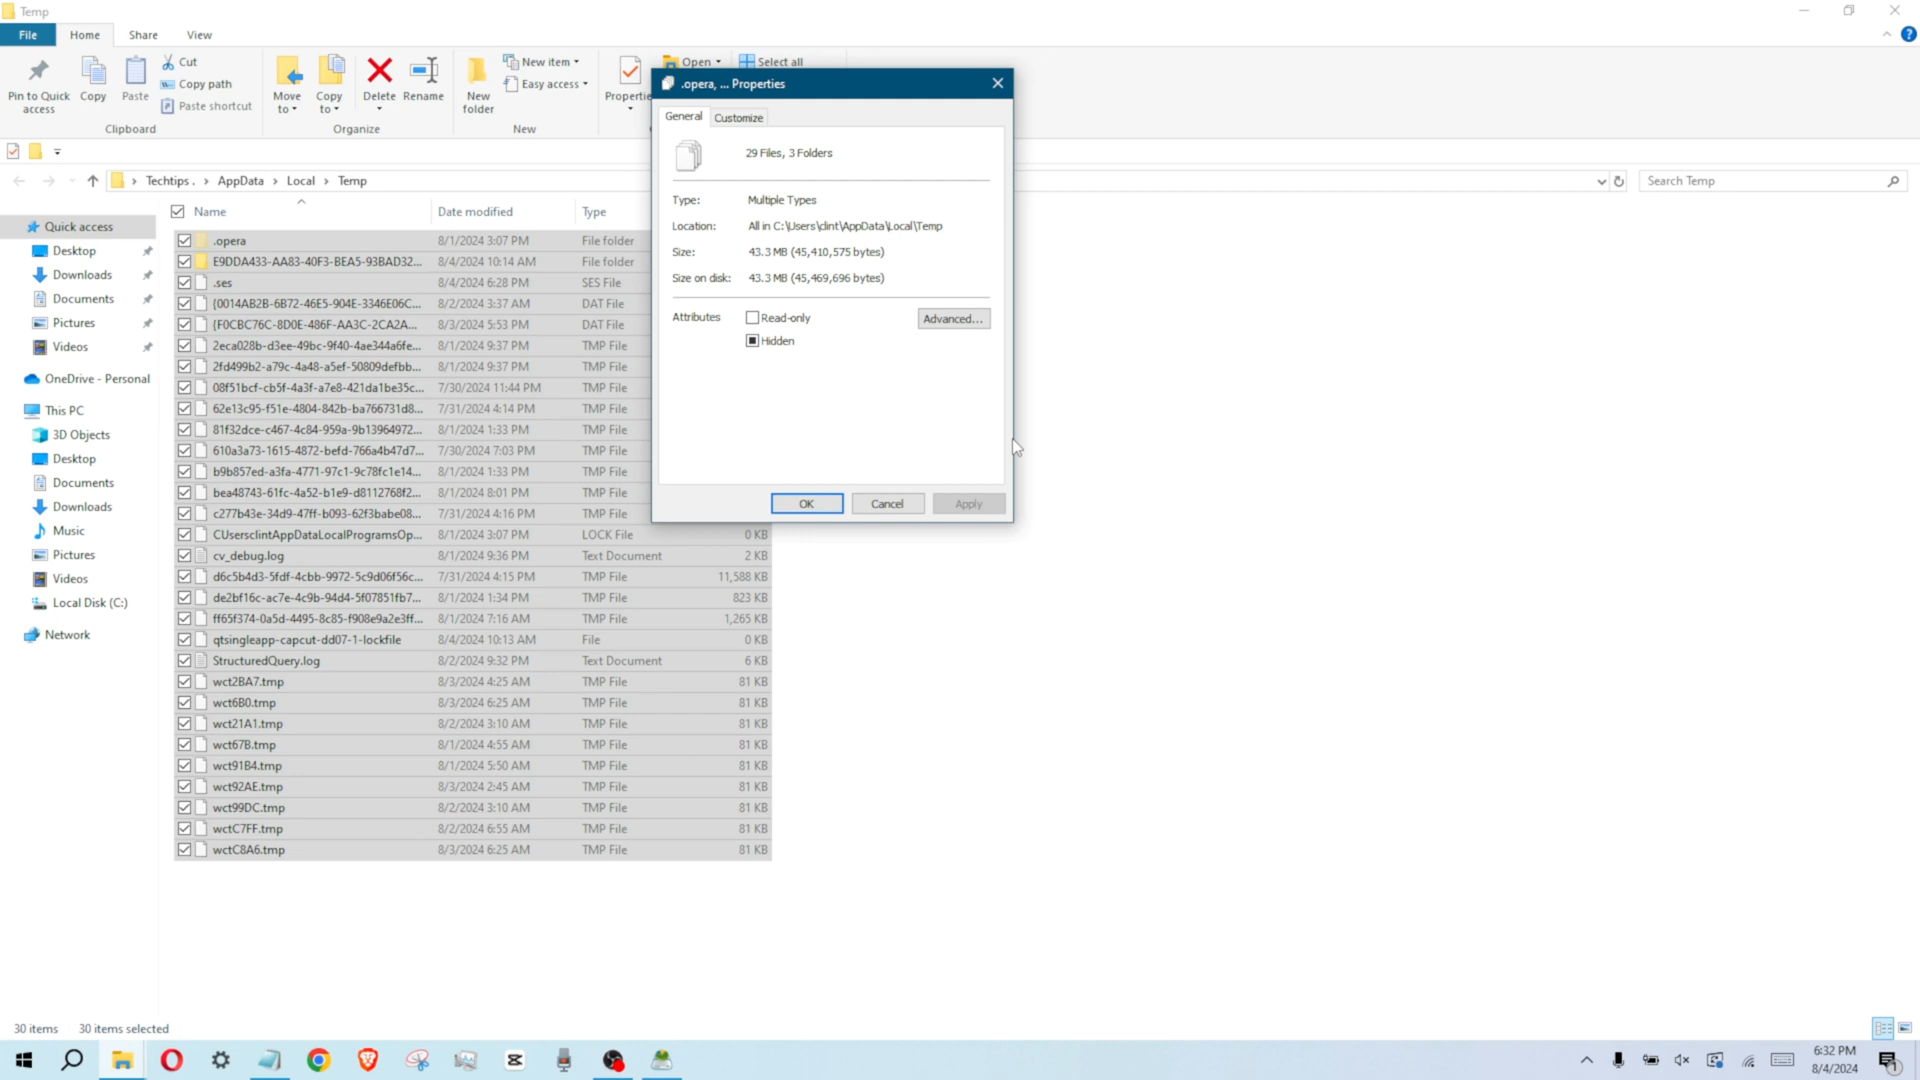 Temp
File Home Share View
Pin to Quick access
Copy
Paste
Cut
Copy path
Paste shortcut
Clipboard
Move to
Copy to
Delete
Rename
Organize
New folder
New item
Easy access
New
Properti
Open
Select all
.opera, ... Properties
General Customize
29 Files, 3 Folders
Type: Multiple Types
Location: All in C:\Users\clint\AppData\Local\Temp
Size: 43.3 MB (45,410,575 bytes)
Size on disk: 43.3 MB (45,469,696 bytes)
Attributes Read-only Advanced...
Hidden
OK Cancel Apply
Techtips . › AppData › Local › Temp
Search Temp
Quick access
Desktop
Downloads
Documents
Pictures
Videos
OneDrive - Personal
This PC
3D Objects
Desktop
Documents
Downloads
Music
Pictures
Videos
Local Disk (C:)
Network
Name Date modified Type
.opera 8/1/2024 3:07 PM File folder
E9DDA433-AA83-40F3-BEA5-93BAD32... 8/4/2024 10:14 AM File folder
.ses 8/4/2024 6:28 PM SES File
{0014AB2B-6B72-46E5-904E-3346E06C... 8/2/2024 3:37 AM DAT File
{F0CBC76C-8D0E-486F-AA3C-2CA2A... 8/3/2024 5:53 PM DAT File
2eca028b-d3ee-49bc-9f40-4ae344a6fe... 8/1/2024 9:37 PM TMP File
2fd499b2-a79c-4a48-a5ef-50809defbb... 8/1/2024 9:37 PM TMP File
08f51bcf-cb5f-4a3f-a7e8-421da1be35c... 7/30/2024 11:44 PM TMP File
62e13c95-f51e-4804-842b-ba766731d8... 7/31/2024 4:14 PM TMP File
81f32dce-c467-4c84-959a-9b13964972... 8/1/2024 1:33 PM TMP File
610a3a73-1615-4872-befd-766a4b47d7... 7/30/2024 7:03 PM TMP File
b9b857ed-a3fa-4771-97c1-9c78fc1e14... 8/1/2024 1:33 PM TMP File
bea48743-61fc-4a52-b1e9-d8112768f2... 8/1/2024 8:01 PM TMP File
c277b43e-34d9-47ff-b093-62f3babe08... 7/31/2024 4:16 PM TMP File
CUsersclintAppDataLocalProgramsOp... 8/1/2024 3:07 PM LOCK File 0 KB
cv_debug.log 8/1/2024 9:36 PM Text Document 2 KB
d6c5b4d3-5fdf-4cbb-9972-5c9d06f56c... 7/31/2024 4:15 PM TMP File 11,588 KB
de2bf16c-ac7e-4c9b-94d4-5f07851fb7... 8/1/2024 1:34 PM TMP File 823 KB
ff65f374-0a5d-4495-8c85-f908e9a2e3ff... 8/1/2024 7:16 AM TMP File 1,265 KB
qtsingleapp-capcut-dd07-1-lockfile 8/4/2024 10:13 AM File 0 KB
StructuredQuery.log 8/2/2024 9:32 PM Text Document 6 KB
wct2BA7.tmp 8/3/2024 4:25 AM TMP File 81 KB
wct6B0.tmp 8/3/2024 6:25 AM TMP File 81 KB
wct21A1.tmp 8/2/2024 3:10 AM TMP File 81 KB
wct67B.tmp 8/1/2024 4:55 AM TMP File 81 KB
wct91B4.tmp 8/1/2024 5:50 AM TMP File 81 KB
wct92AE.tmp 8/3/2024 2:45 AM TMP File 81 KB
wct99DC.tmp 8/2/2024 3:10 AM TMP File 81 KB
wctC7FF.tmp 8/2/2024 6:55 AM TMP File 81 KB
wctC8A6.tmp 8/3/2024 6:25 AM TMP File 81 KB
30 items 30 items selected
6:32 PM
8/4/2024
1